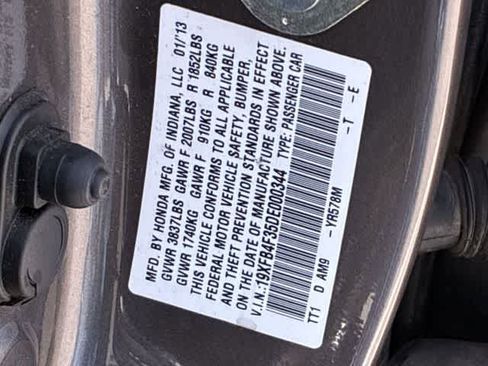 MFD. BY HONDA MFG. OF INDIANA, LLC 01/'13
GVWR 3837LBS GAWR F 2007LBS R 1852LBS
GVWR 1740KG GAWR F 910KG R 840KG
THIS VEHICLE CONFORMS TO ALL APPLICABLE
FEDERAL MOTOR VEHICLE SAFETY, BUMPER,
AND THEFT PREVENTION STANDARDS IN EFFECT
ON THE DATE OF MANUFACTURE SHOWN ABOVE.
V.I.N.:19XFB4F35DE000344 TYPE: PASSENGER CAR
-YR578M -T -E
TT1 D AM9